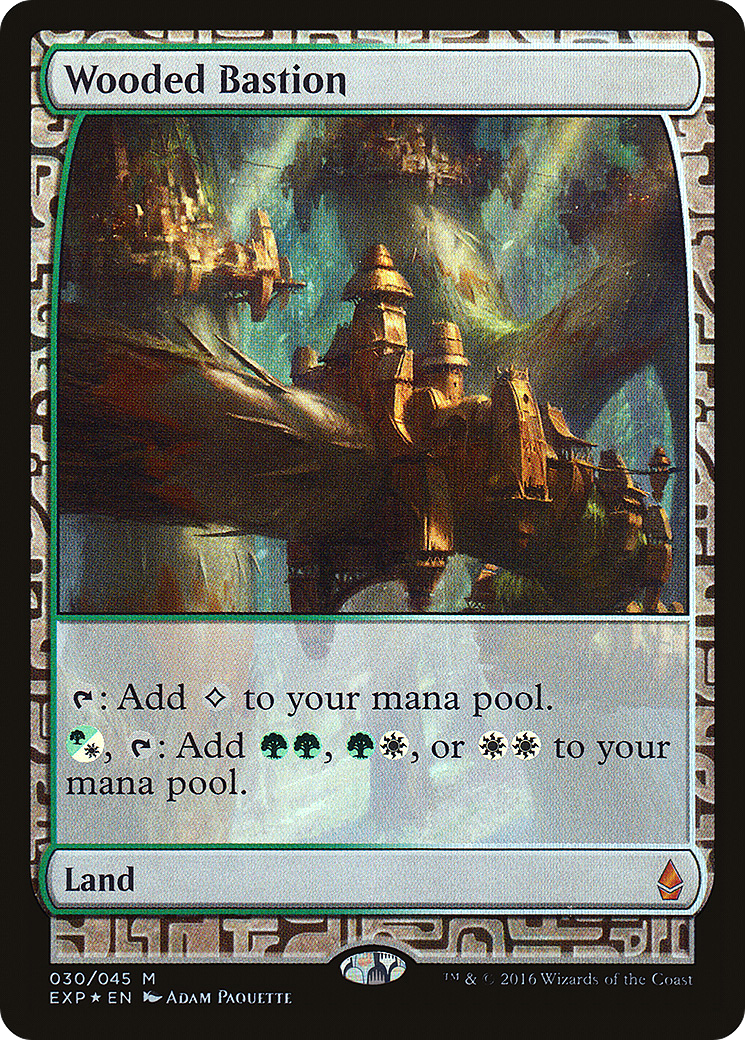 Wooded Bastion
: Add to your mana pool.
, : Add , , or to your
mana pool.
Land
030/045 M
EXP ★ EN ADAM PAQUETTE
™ & © 2016 Wizards of the Coast